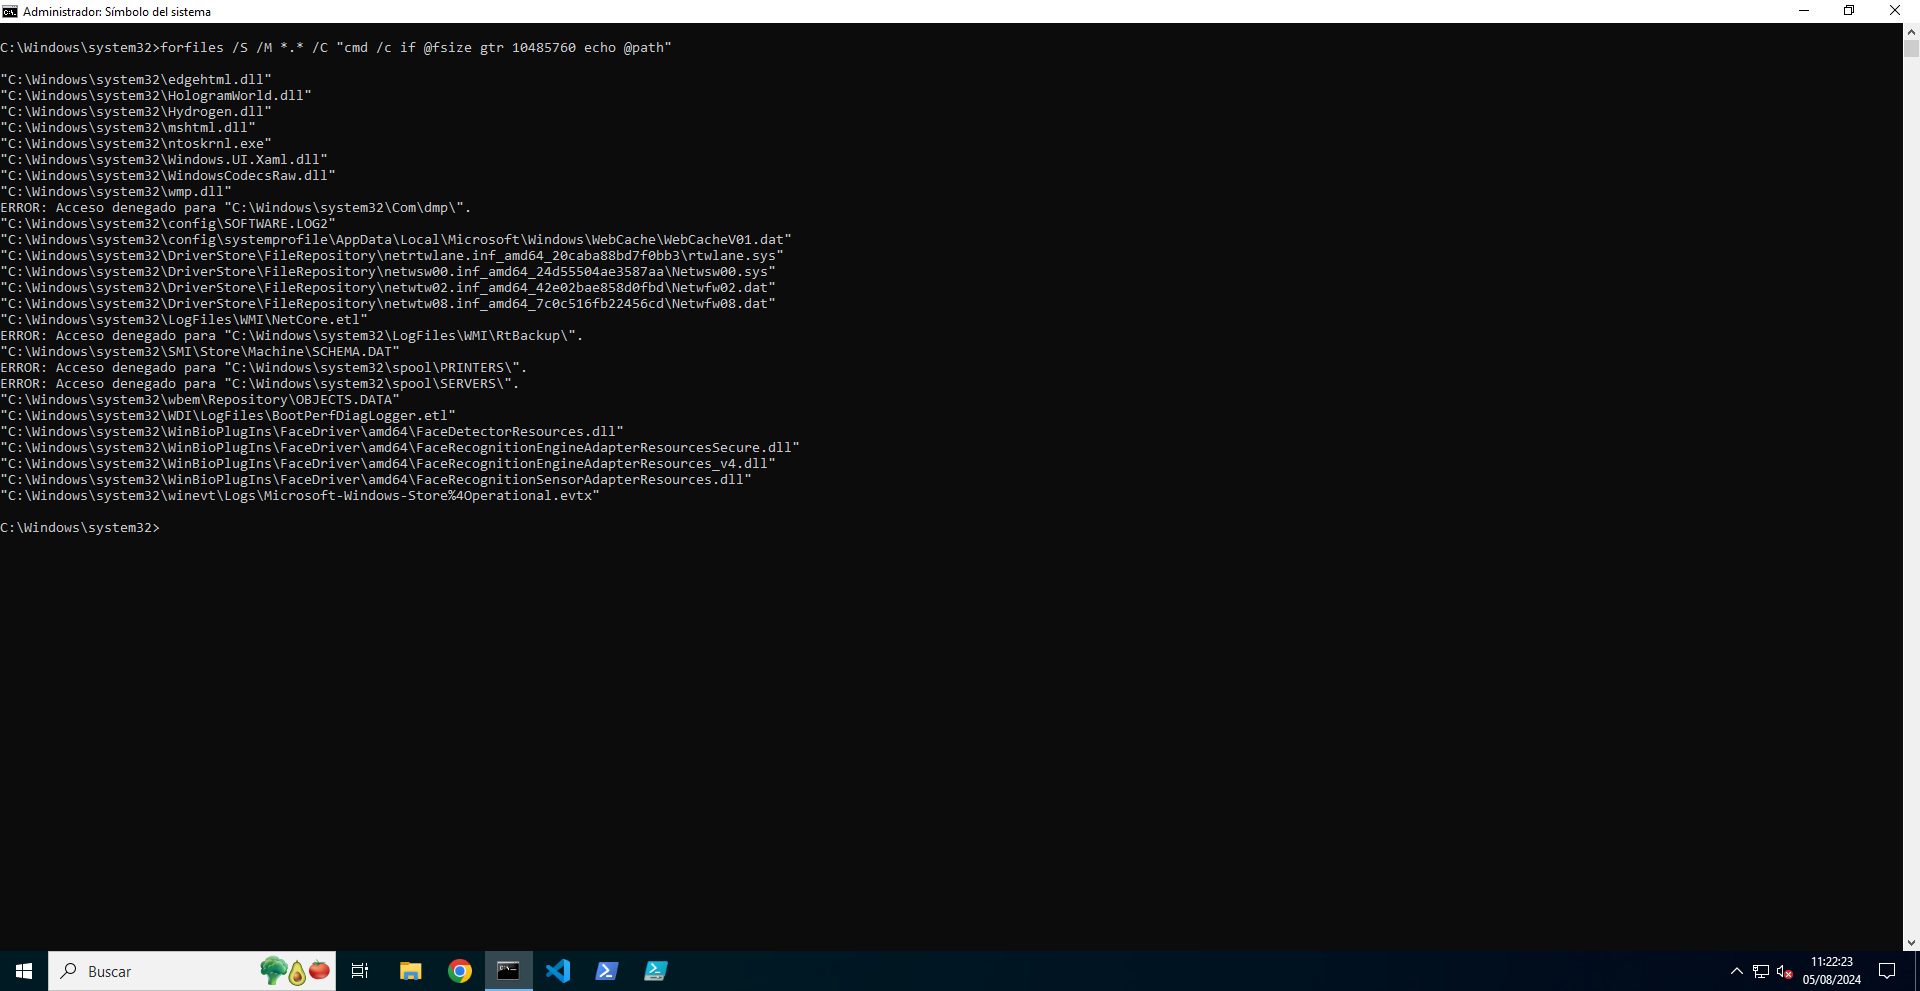 Administrador: Símbolo del sistema
C:\Windows\system32>forfiles /S /M *.* /C "cmd /c if @fsize gtr 10485760 echo @path"
"C:\Windows\system32\edgehtml.dll"
"C:\Windows\system32\HologramWorld.dll"
"C:\Windows\system32\Hydrogen.dll"
"C:\Windows\system32\mshtml.dll"
"C:\Windows\system32\ntoskrnl.exe"
"C:\Windows\system32\Windows.UI.Xaml.dll"
"C:\Windows\system32\WindowsCodecsRaw.dll"
"C:\Windows\system32\wmp.dll"
ERROR: Acceso denegado para "C:\Windows\system32\Com\dmp\".
"C:\Windows\system32\config\SOFTWARE.LOG2"
"C:\Windows\system32\config\systemprofile\AppData\Local\Microsoft\Windows\WebCache\WebCacheV01.dat"
"C:\Windows\system32\DriverStore\FileRepository\netrtwlane.inf_amd64_20caba88bd7f0bb3\rtwlane.sys"
"C:\Windows\system32\DriverStore\FileRepository\netwsw00.inf_amd64_24d55504ae3587aa\Netwsw00.sys"
"C:\Windows\system32\DriverStore\FileRepository\netwtw02.inf_amd64_42e02bae858d0fbd\Netwfw02.dat"
"C:\Windows\system32\DriverStore\FileRepository\netwtw08.inf_amd64_7c0c516fb22456cd\Netwfw08.dat"
"C:\Windows\system32\LogFiles\WMI\NetCore.etl"
ERROR: Acceso denegado para "C:\Windows\system32\LogFiles\WMI\RtBackup\".
"C:\Windows\system32\SMI\Store\Machine\SCHEMA.DAT"
ERROR: Acceso denegado para "C:\Windows\system32\spool\PRINTERS\".
ERROR: Acceso denegado para "C:\Windows\system32\spool\SERVERS\".
"C:\Windows\system32\wbem\Repository\OBJECTS.DATA"
"C:\Windows\system32\WDI\LogFiles\BootPerfDiagLogger.etl"
"C:\Windows\system32\WinBioPlugIns\FaceDriver\amd64\FaceDetectorResources.dll"
"C:\Windows\system32\WinBioPlugIns\FaceDriver\amd64\FaceRecognitionEngineAdapterResourcesSecure.dll"
"C:\Windows\system32\WinBioPlugIns\FaceDriver\amd64\FaceRecognitionEngineAdapterResources_v4.dll"
"C:\Windows\system32\WinBioPlugIns\FaceDriver\amd64\FaceRecognitionSensorAdapterResources.dll"
"C:\Windows\system32\winevt\Logs\Microsoft-Windows-Store%4Operational.evtx"
C:\Windows\system32>
Buscar
11:22:23
05/08/2024